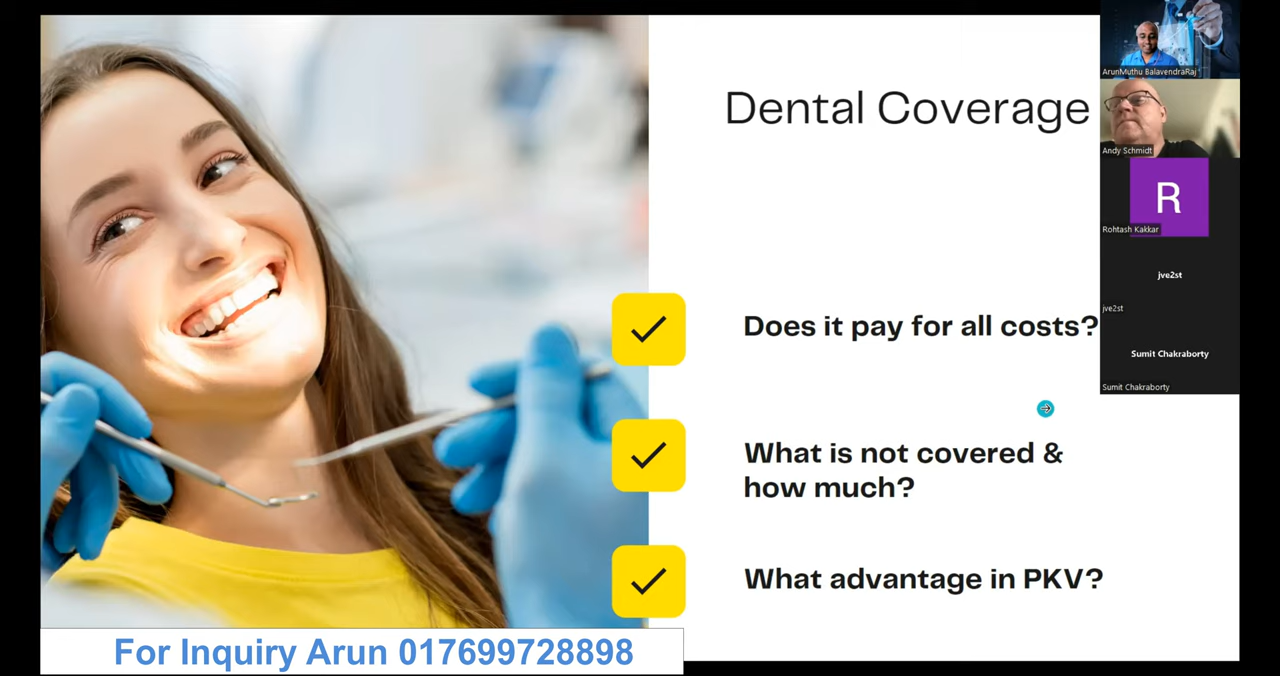 Dental Coverage
Does it pay for all costs?
What is not covered &
how much?
What advantage in PKV?
For Inquiry Arun 017699728898
ArunMuthu BalavendraRaj
Andy Schmidt
R
Rohtash Kakkar
jve2st
jve2st
Sumit Chakraborty
Sumit Chakraborty